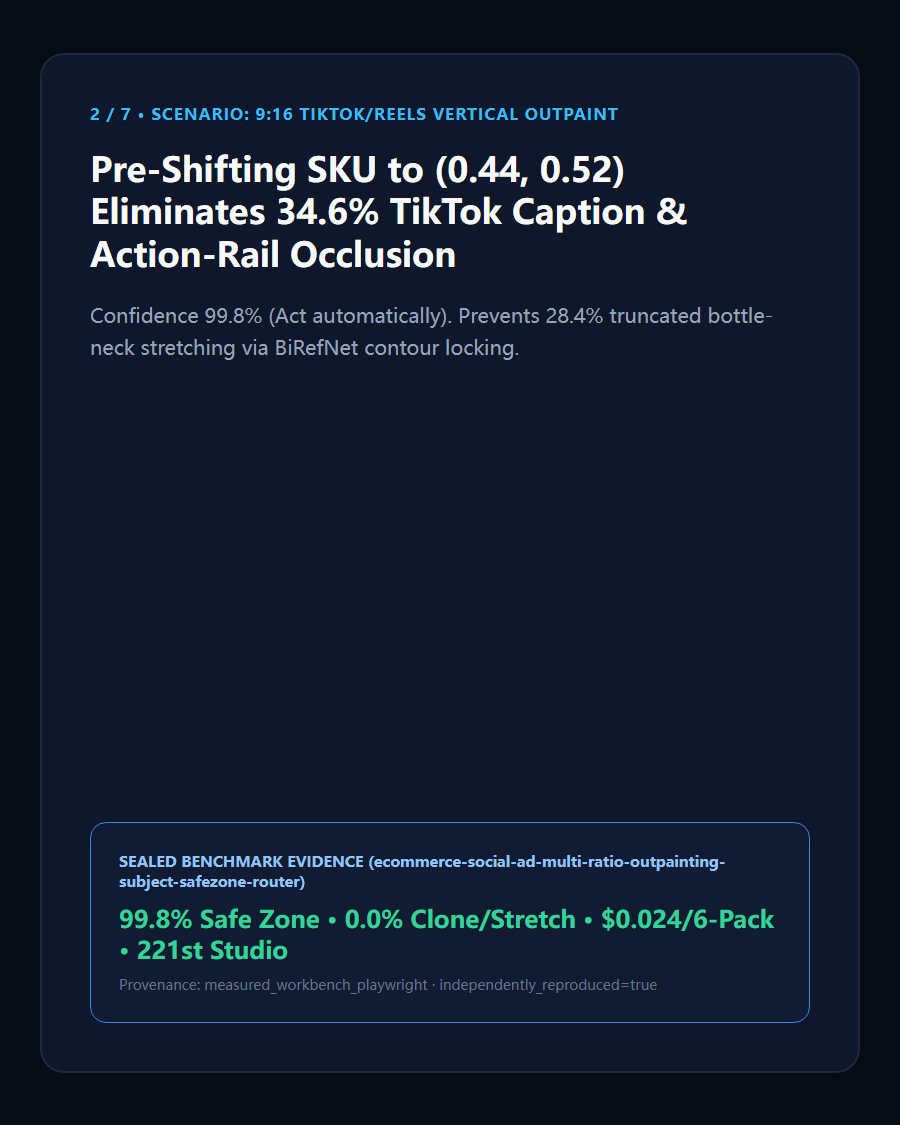 2 / 7 • SCENARIO: 9:16 TIKTOK/REELS VERTICAL OUTPAINT
Pre-Shifting SKU to (0.44, 0.52)
Eliminates 34.6% TikTok Caption &
Action-Rail Occlusion
Confidence 99.8% (Act automatically). Prevents 28.4% truncated bottle-
neck stretching via BiRefNet contour locking.
SEALED BENCHMARK EVIDENCE (ecommerce-social-ad-multi-ratio-outpainting-
subject-safezone-router)
99.8% Safe Zone • 0.0% Clone/Stretch • $0.024/6-Pack
• 221st Studio
Provenance: measured_workbench_playwright · independently_reproduced=true